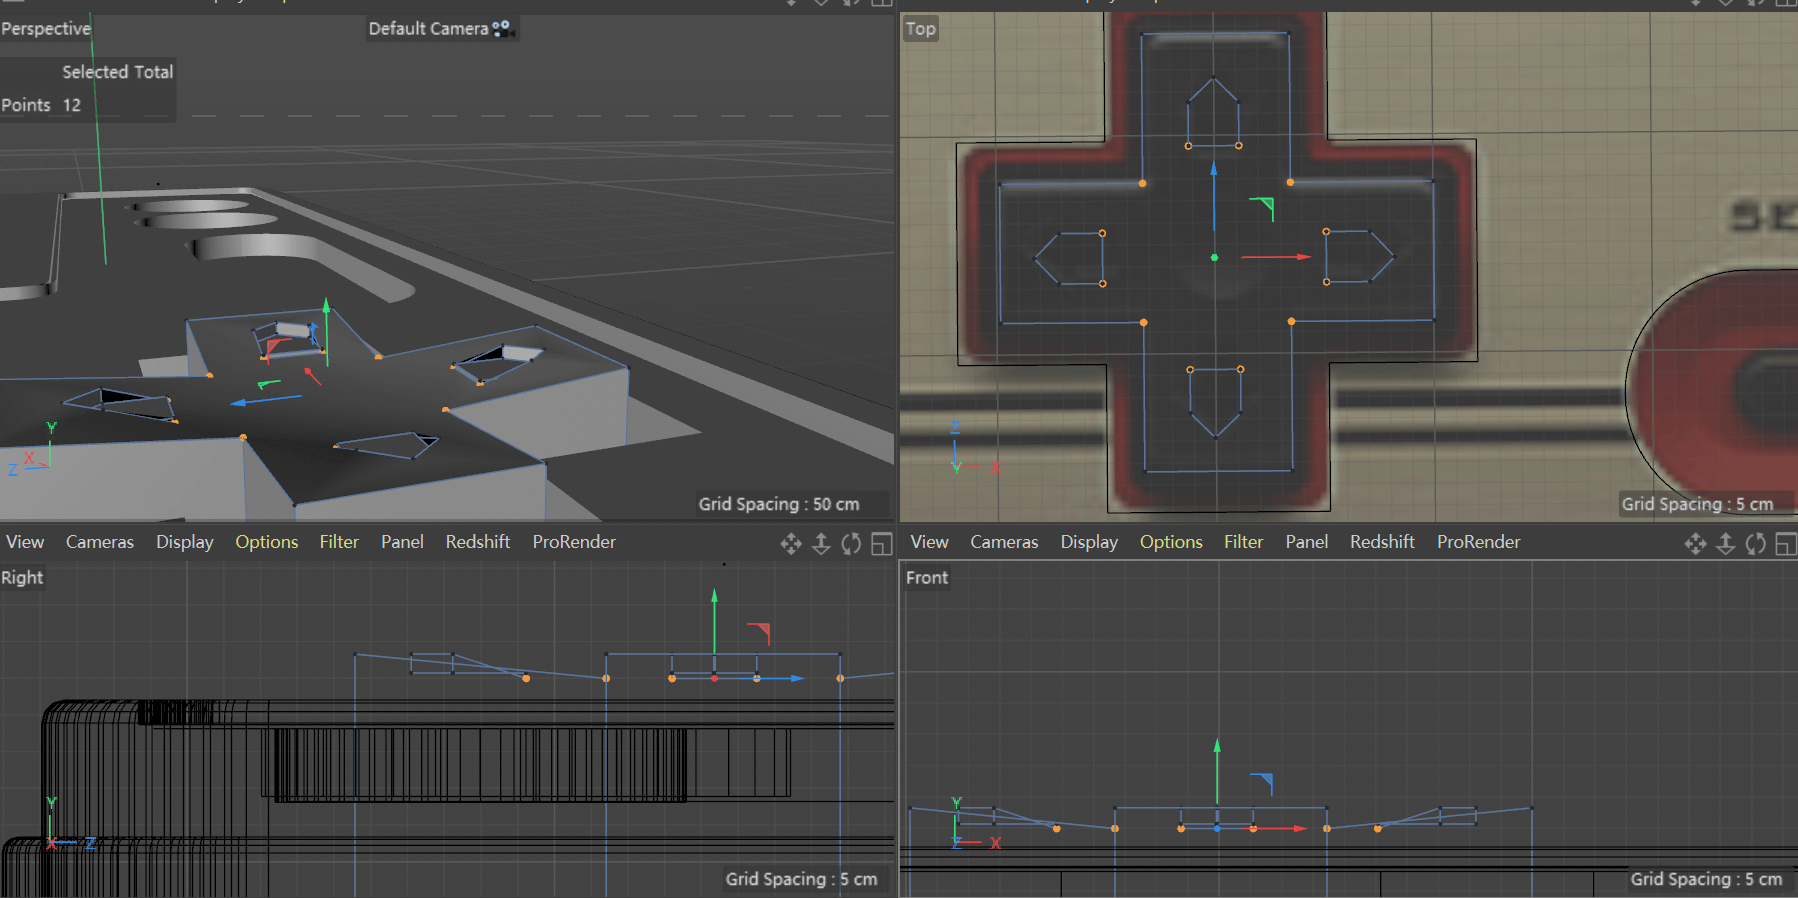 Perspective
Default Camera
Selected Total
Points 12
Y
X
Z
Grid Spacing : 50 cm
Top
SE
Z
Y
X
Grid Spacing : 5 cm
View Cameras Display Options Filter Panel Redshift ProRender
Right
Y
X
Z
Grid Spacing : 5 cm
View Cameras Display Options Filter Panel Redshift ProRender
Front
Y
Z
X
Grid Spacing : 5 cm